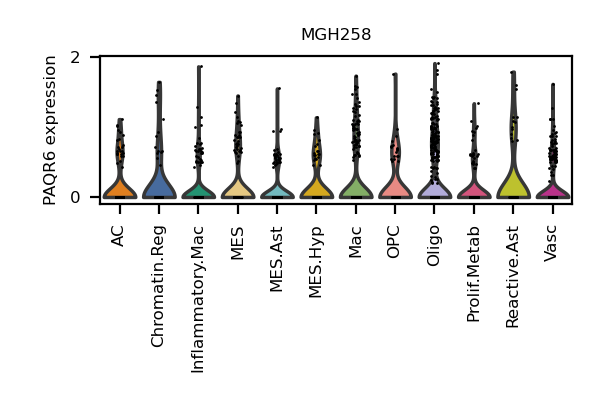 MGH258
PAQR6 expression
2
0
AC
Chromatin.Reg
Inflammatory.Mac
MES
MES.Ast
MES.Hyp
Mac
OPC
Oligo
Prolif.Metab
Reactive.Ast
Vasc